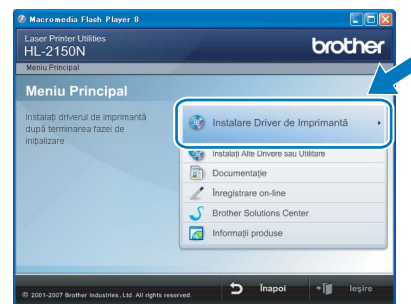 Macromedia Flash Player 8
Laser Printer Utilities
HL-2150N
brother
Meniu Principal
Meniu Principal
Instalați driverul de imprimantă
după terminarea fazei de
inițializare.
Instalare Driver de Imprimantă
Instalați Alte Drivere sau Utilitare
Documentație
Înregistrare on-line
Brother Solutions Center
Informații produse
© 2001-2007 Brother Industries, Ltd. All rights reserved.
Înapoi
Ieșire